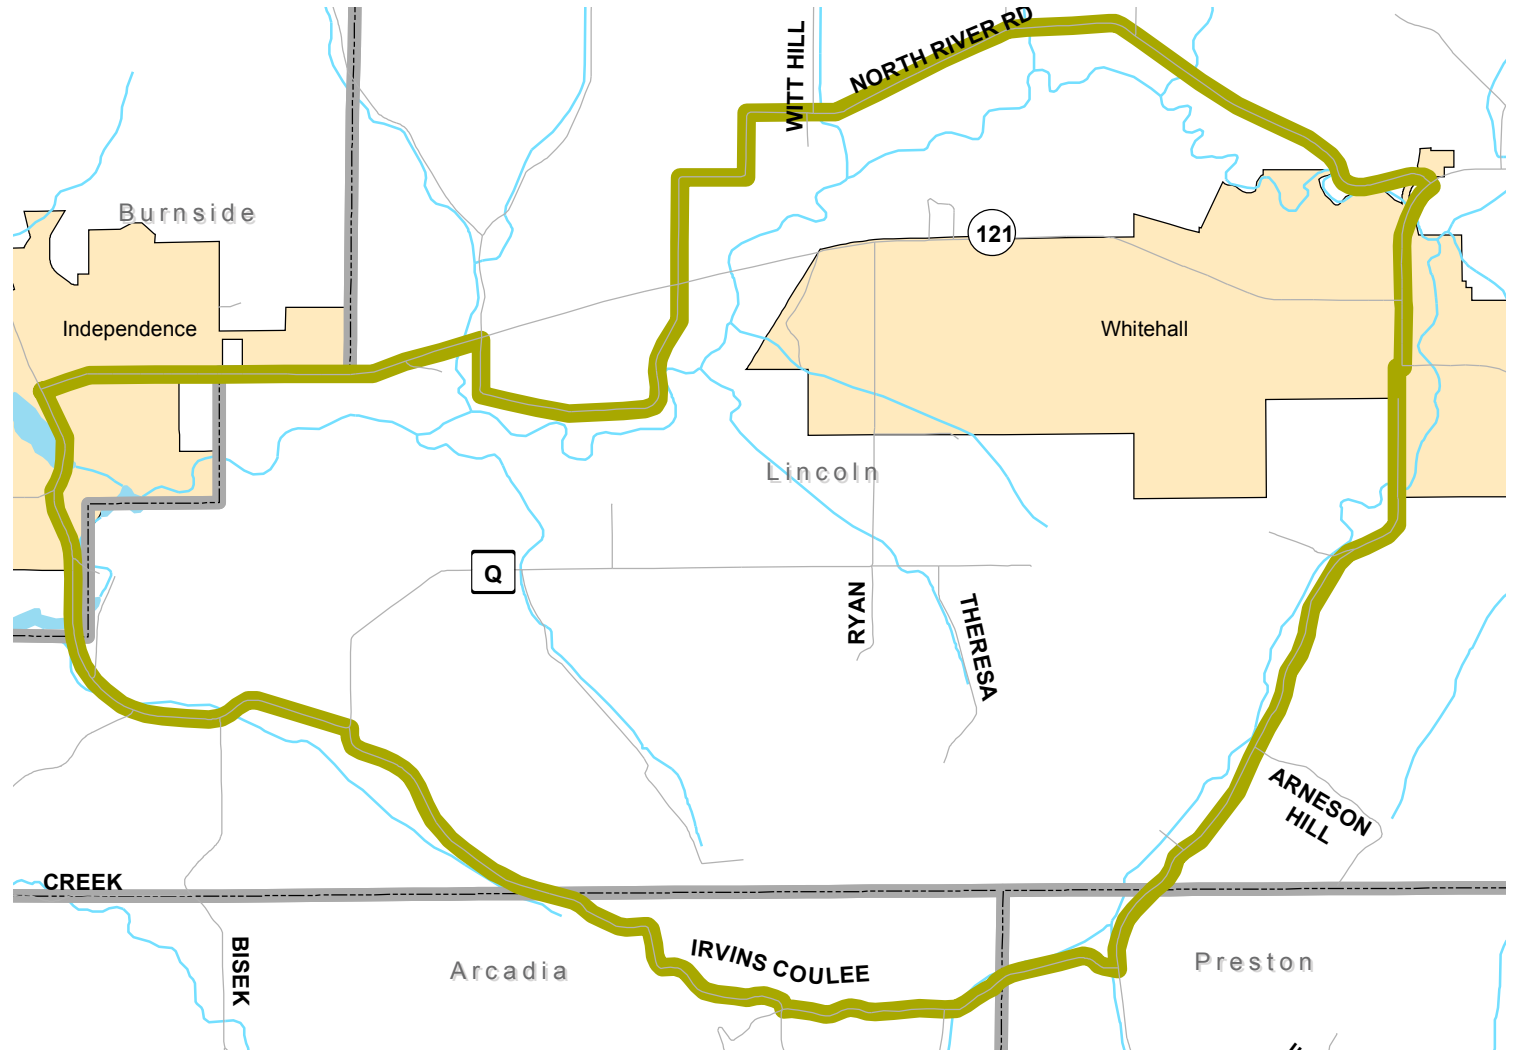 NORTH RIVER RD
WITT HILL
Burnside
121
Independence
Whitehall
Lincoln
Q
RYAN
THERESA
ARNESON
HILL
CREEK
BISEK
IRVINS COULEE
Arcadia
Preston